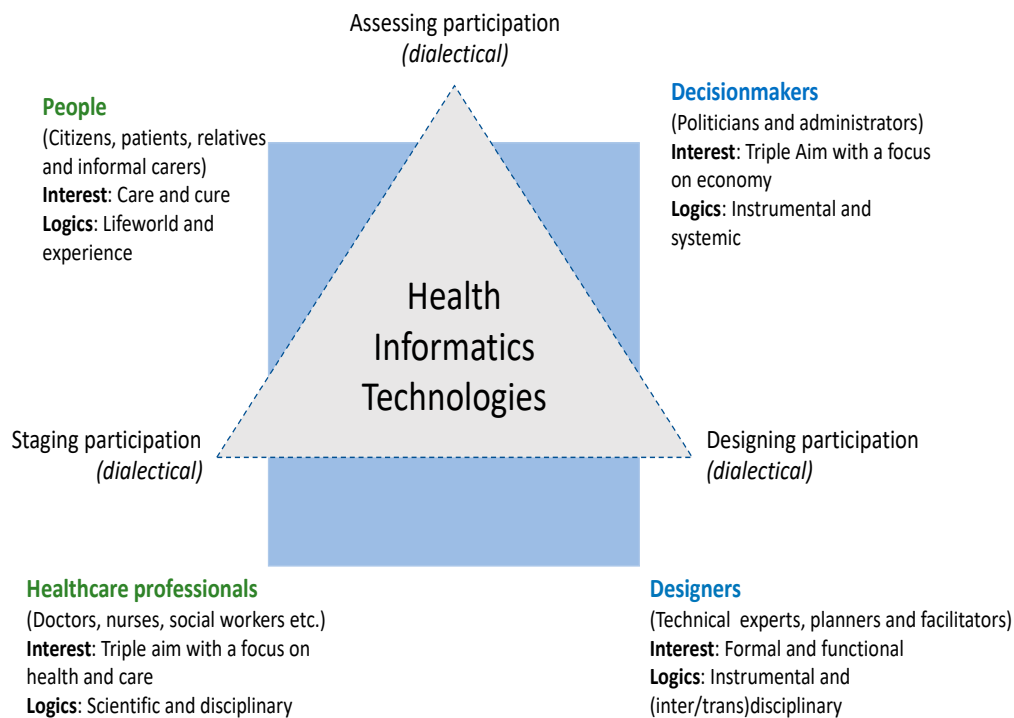 Assessing participation
(dialectical)
People
(Citizens, patients, relatives
and informal carers)
Interest: Care and cure
Logics: Lifeworld and
experience
Decisionmakers
(Politicians and administrators)
Interest: Triple Aim with a focus
on economy
Logics: Instrumental and
systemic
Health
Informatics
Technologies
Staging participation
(dialectical)
Designing participation
(dialectical)
Healthcare professionals
(Doctors, nurses, social workers etc.)
Interest: Triple aim with a focus on
health and care
Logics: Scientific and disciplinary
Designers
(Technical experts, planners and facilitators)
Interest: Formal and functional
Logics: Instrumental and
(inter/trans)disciplinary